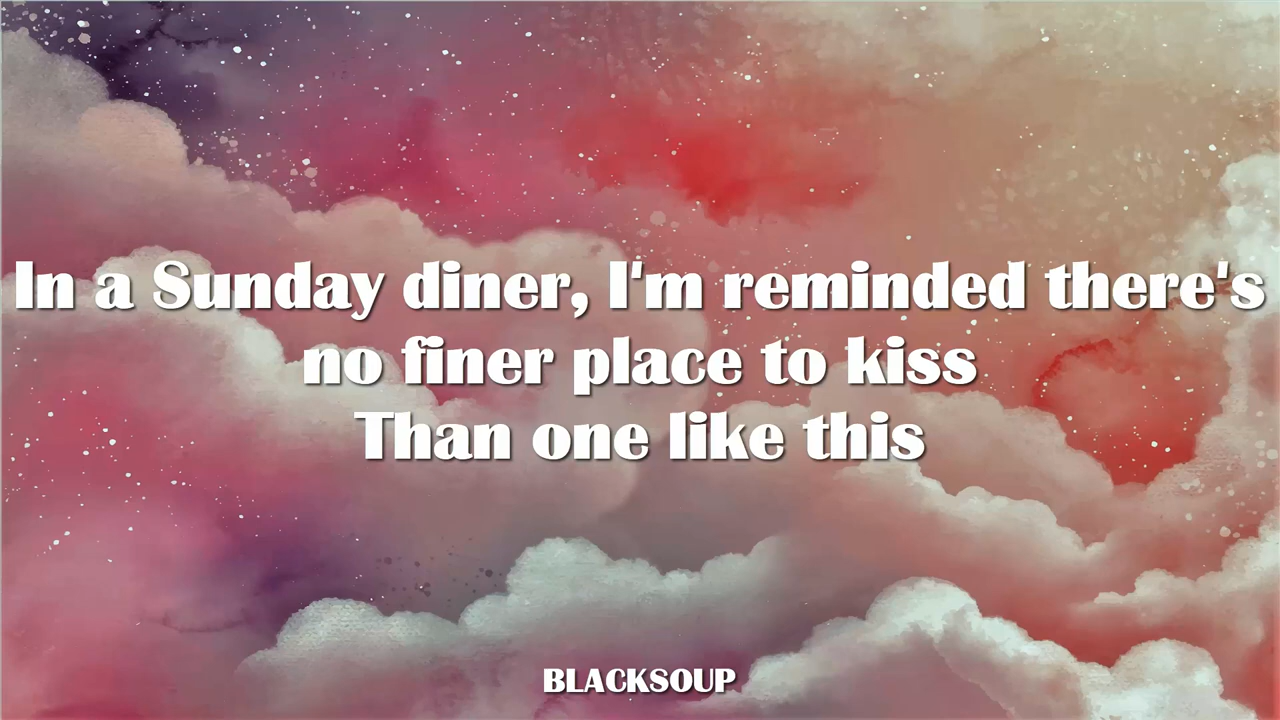 In a Sunday diner, I'm reminded there's
no finer place to kiss
Than one like this
BLACKSOUP